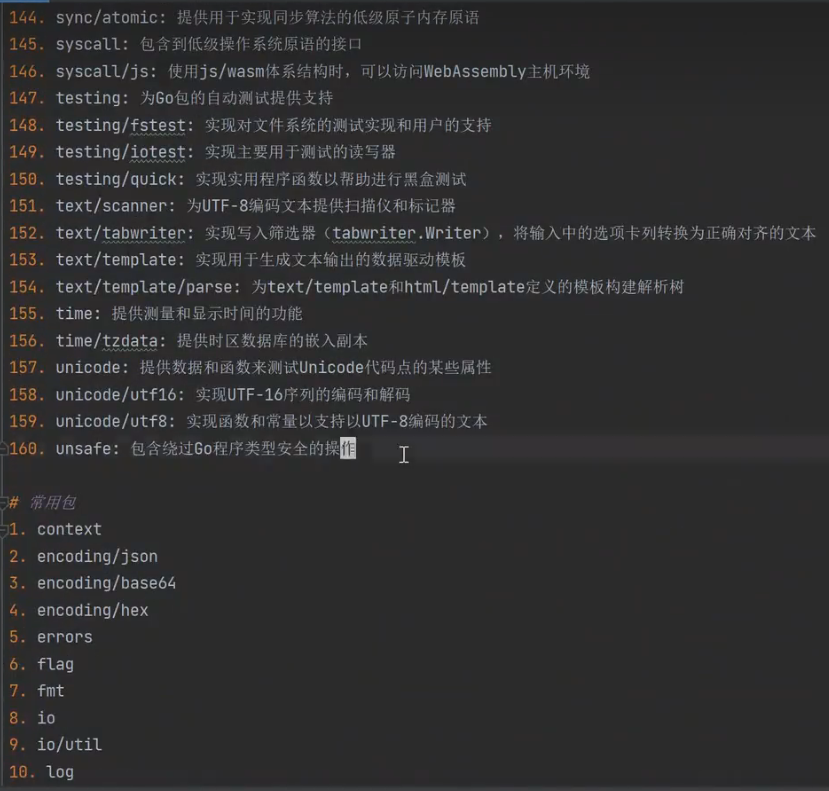 144. sync/atomic: 提供用于实现同步算法的低级原子内存原语
145. syscall: 包含到低级操作系统原语的接口
146. syscall/js: 使用js/wasm体系结构时，可以访问WebAssembly主机环境
147. testing: 为Go包的自动测试提供支持
148. testing/fstest: 实现对文件系统的测试实现和用户的支持
149. testing/iotest: 实现主要用于测试的读写器
150. testing/quick: 实现实用程序函数以帮助进行黑盒测试
151. text/scanner: 为UTF-8编码文本提供扫描仪和标记器
152. text/tabwriter: 实现写入筛选器（tabwriter.Writer），将输入中的选项卡列转换为正确对齐的文本
153. text/template: 实现用于生成文本输出的数据驱动模板
154. text/template/parse: 为text/template和html/template定义的模板构建解析树
155. time: 提供测量和显示时间的功能
156. time/tzdata: 提供时区数据库的嵌入副本
157. unicode: 提供数据和函数来测试Unicode代码点的某些属性
158. unicode/utf16: 实现UTF-16序列的编码和解码
159. unicode/utf8: 实现函数和常量以支持以UTF-8编码的文本
160. unsafe: 包含绕过Go程序类型安全的操作
# 常用包
1. context
2. encoding/json
3. encoding/base64
4. encoding/hex
5. errors
6. flag
7. fmt
8. io
9. io/util
10. log